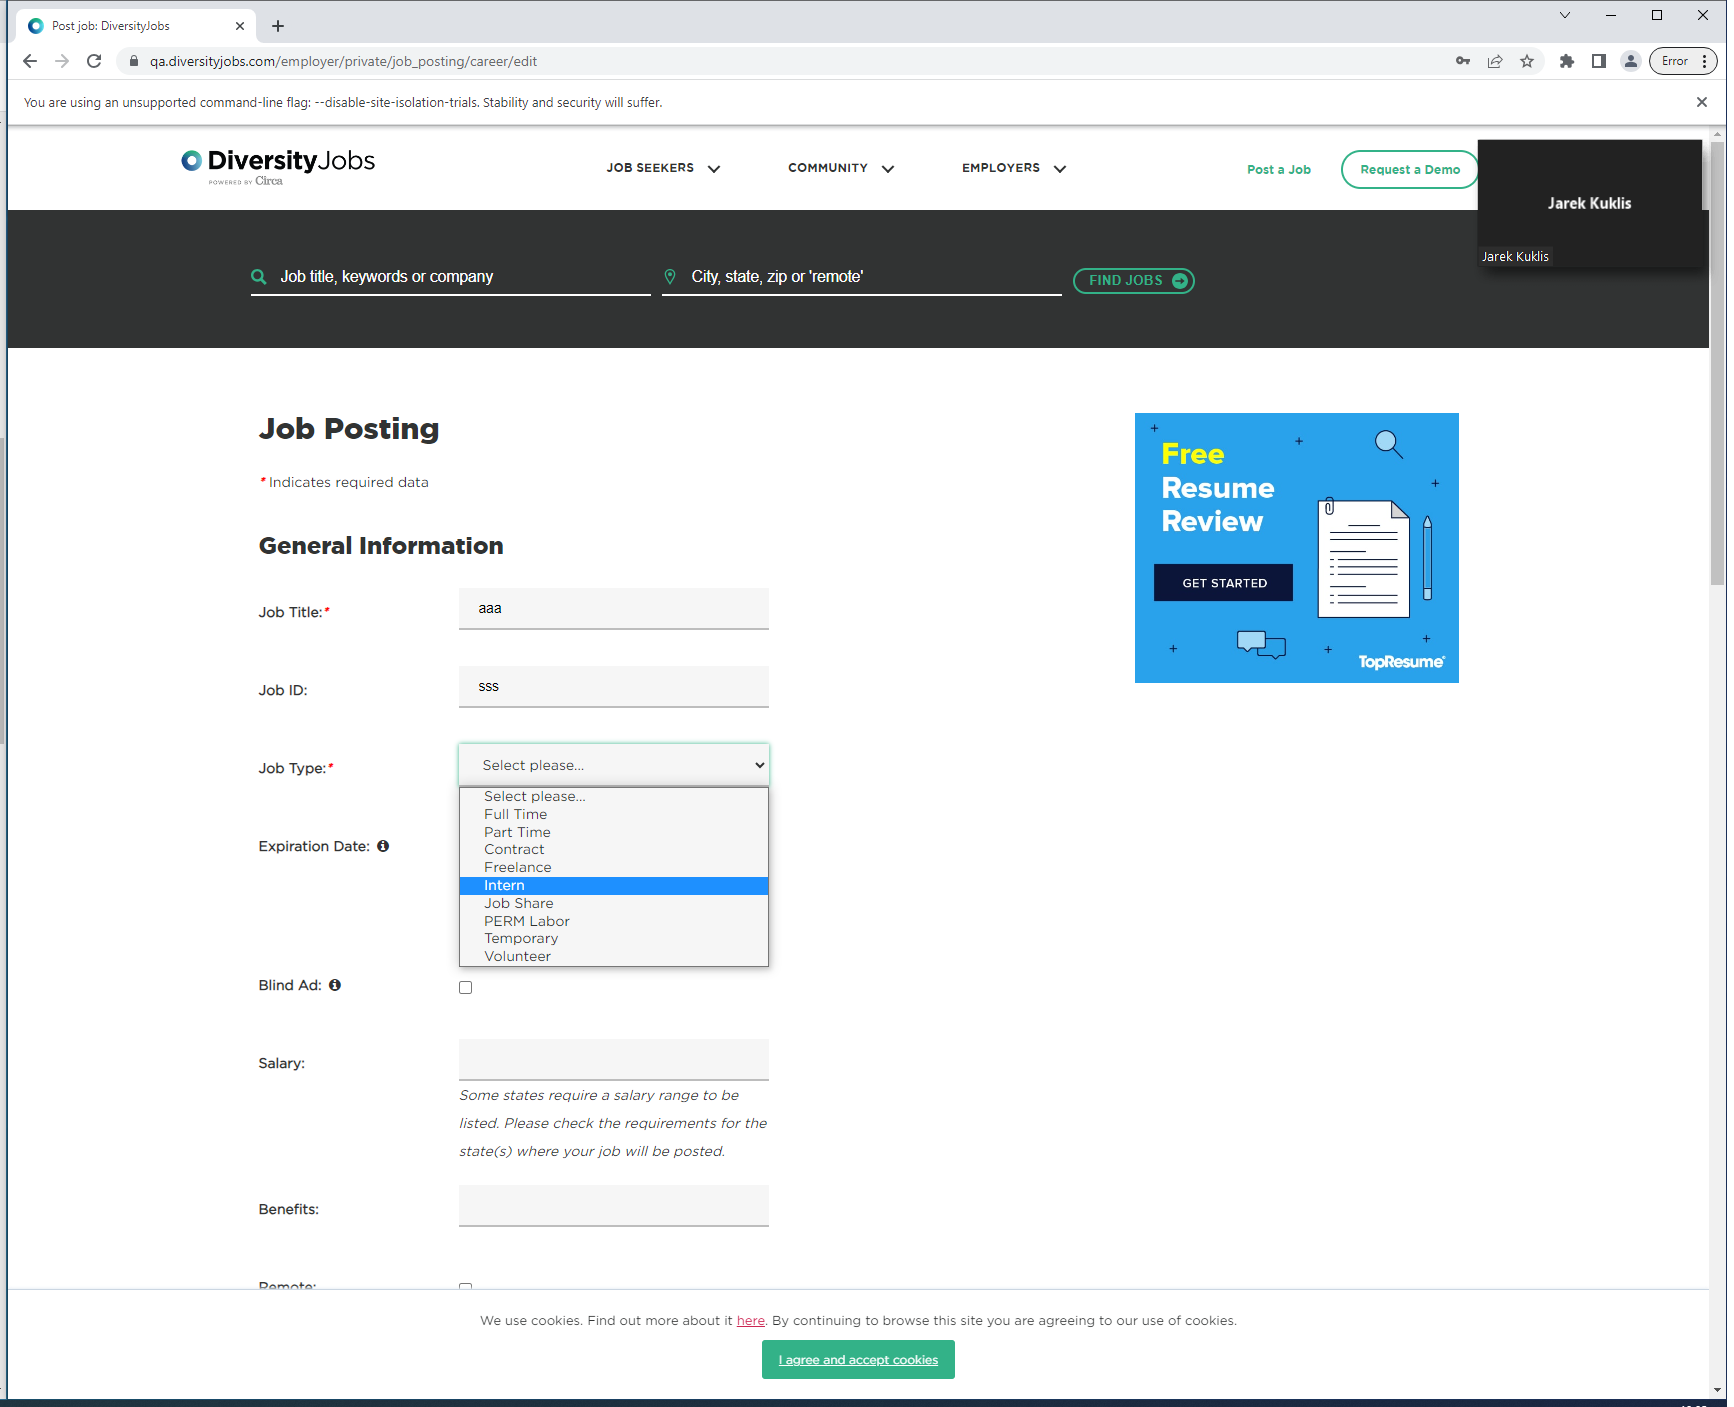 Post job: DiversityJobs
qa.diversityjobs.com/employer/private/job_posting/career/edit
Error
You are using an unsupported command-line flag: --disable-site-isolation-trials. Stability and security will suffer.
DiversityJobs
POWERED BY Circa
JOB SEEKERS
COMMUNITY
EMPLOYERS
Post a Job
Request a Demo
Jarek Kuklis
Jarek Kuklis
Job title, keywords or company
City, state, zip or 'remote'
FIND JOBS
Job Posting
* Indicates required data
General Information
Job Title:*
aaa
Job ID:
sss
Job Type:*
Select please...
Select please...
Full Time
Part Time
Contract
Freelance
Intern
Job Share
PERM Labor
Temporary
Volunteer
Expiration Date:
Blind Ad:
Salary:
Some states require a salary range to be
listed. Please check the requirements for the
state(s) where your job will be posted.
Benefits:
Remote:
Free
Resume
Review
GET STARTED
TopResume
We use cookies. Find out more about it here. By continuing to browse this site you are agreeing to our use of cookies.
I agree and accept cookies